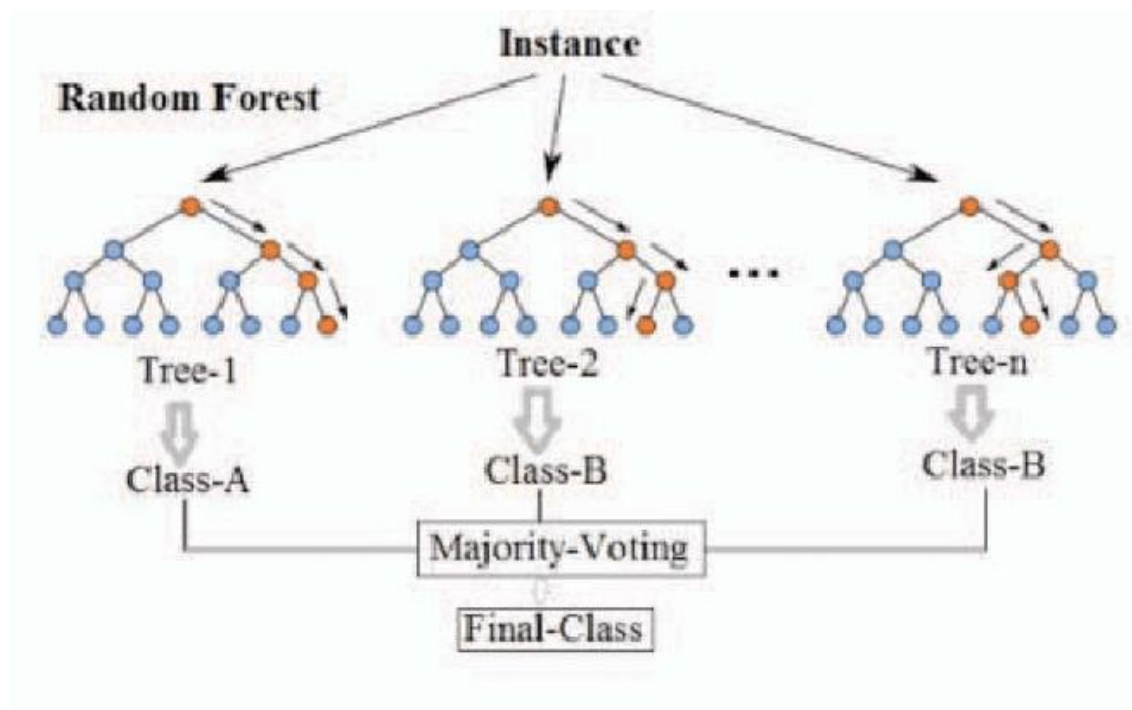 Instance
Random Forest
...
Tree-1
Tree-2
Tree-n
Class-A
Class-B
Class-B
Majority-Voting
Final-Class